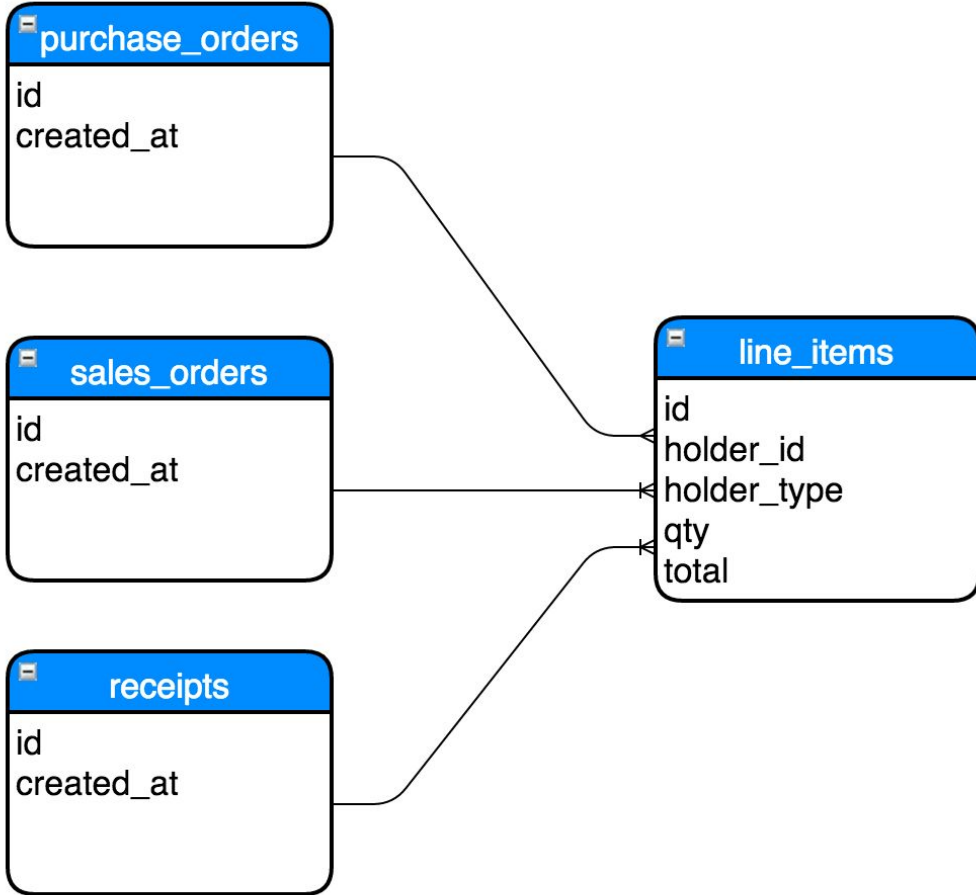 purchase_orders
id
created_at
sales_orders
id
created_at
receipts
id
created_at
line_items
id
holder_id
holder_type
qty
total